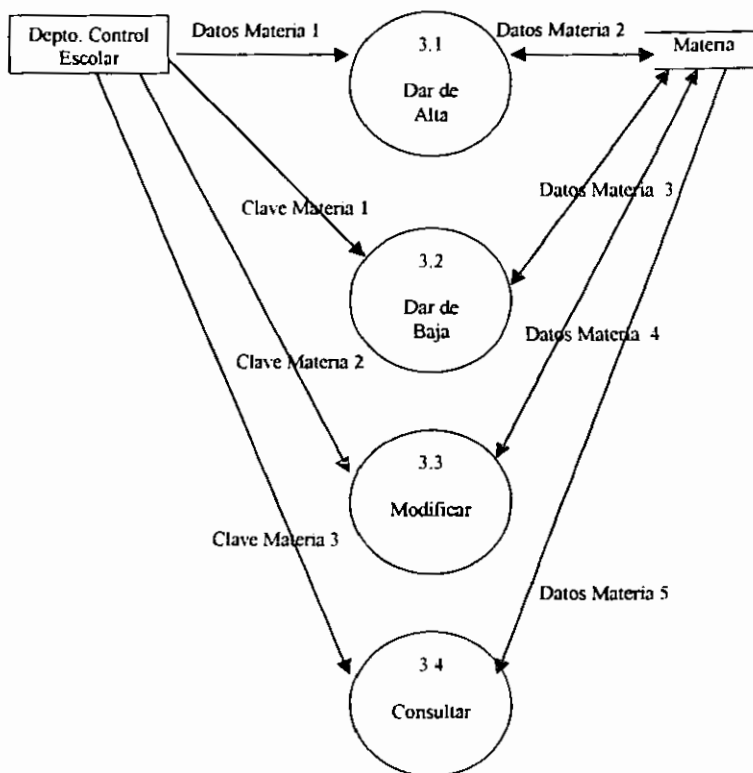 Depto. Control
Escolar
Datos Materia 1
3.1
Dar de
Alta
Datos Materia 2
Materia
Clave Materia 1
Datos Materia 3
3.2
Dar de
Baja
Clave Materia 2
Datos Materia 4
3.3
Modificar
Clave Materia 3
Datos Materia 5
3 4
Consultar